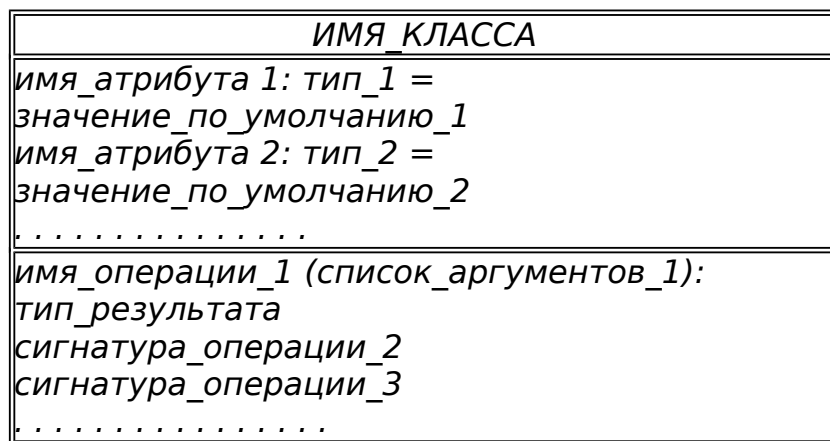 ИМЯ_КЛАССА
имя_атрибута 1: тип_1 =
значение_по_умолчанию_1
имя_атрибута 2: тип_2 =
значение_по_умолчанию_2
. . . . . . . . . . . . . . .
имя_операции_1 (список_аргументов_1):
тип_результата
сигнатура_операции_2
сигнатура_операции_3
. . . . . . . . . . . . . . . .